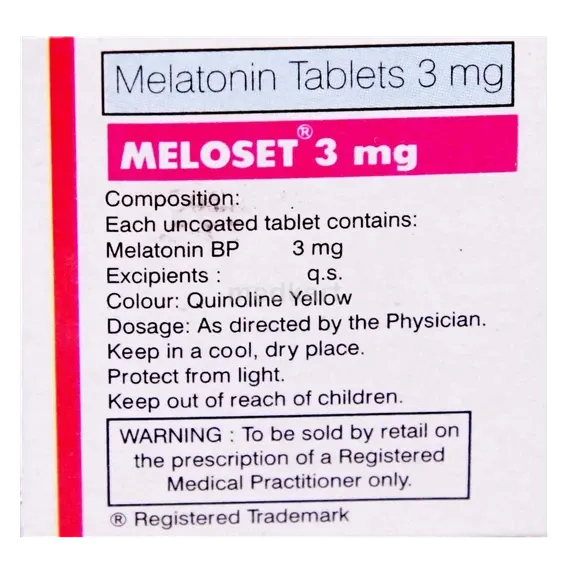 Melatonin Tablets 3 mg
MELOSET® 3 mg
Composition:
Each uncoated tablet contains:
Melatonin BP 3 mg
Excipients : q.s.
medkart
Colour: Quinoline Yellow
Dosage: As directed by the Physician.
Keep in a cool, dry place.
Protect from light.
Keep out of reach of children.
WARNING : To be sold by retail on
the prescription of a Registered
Medical Practitioner only.
® Registered Trademark